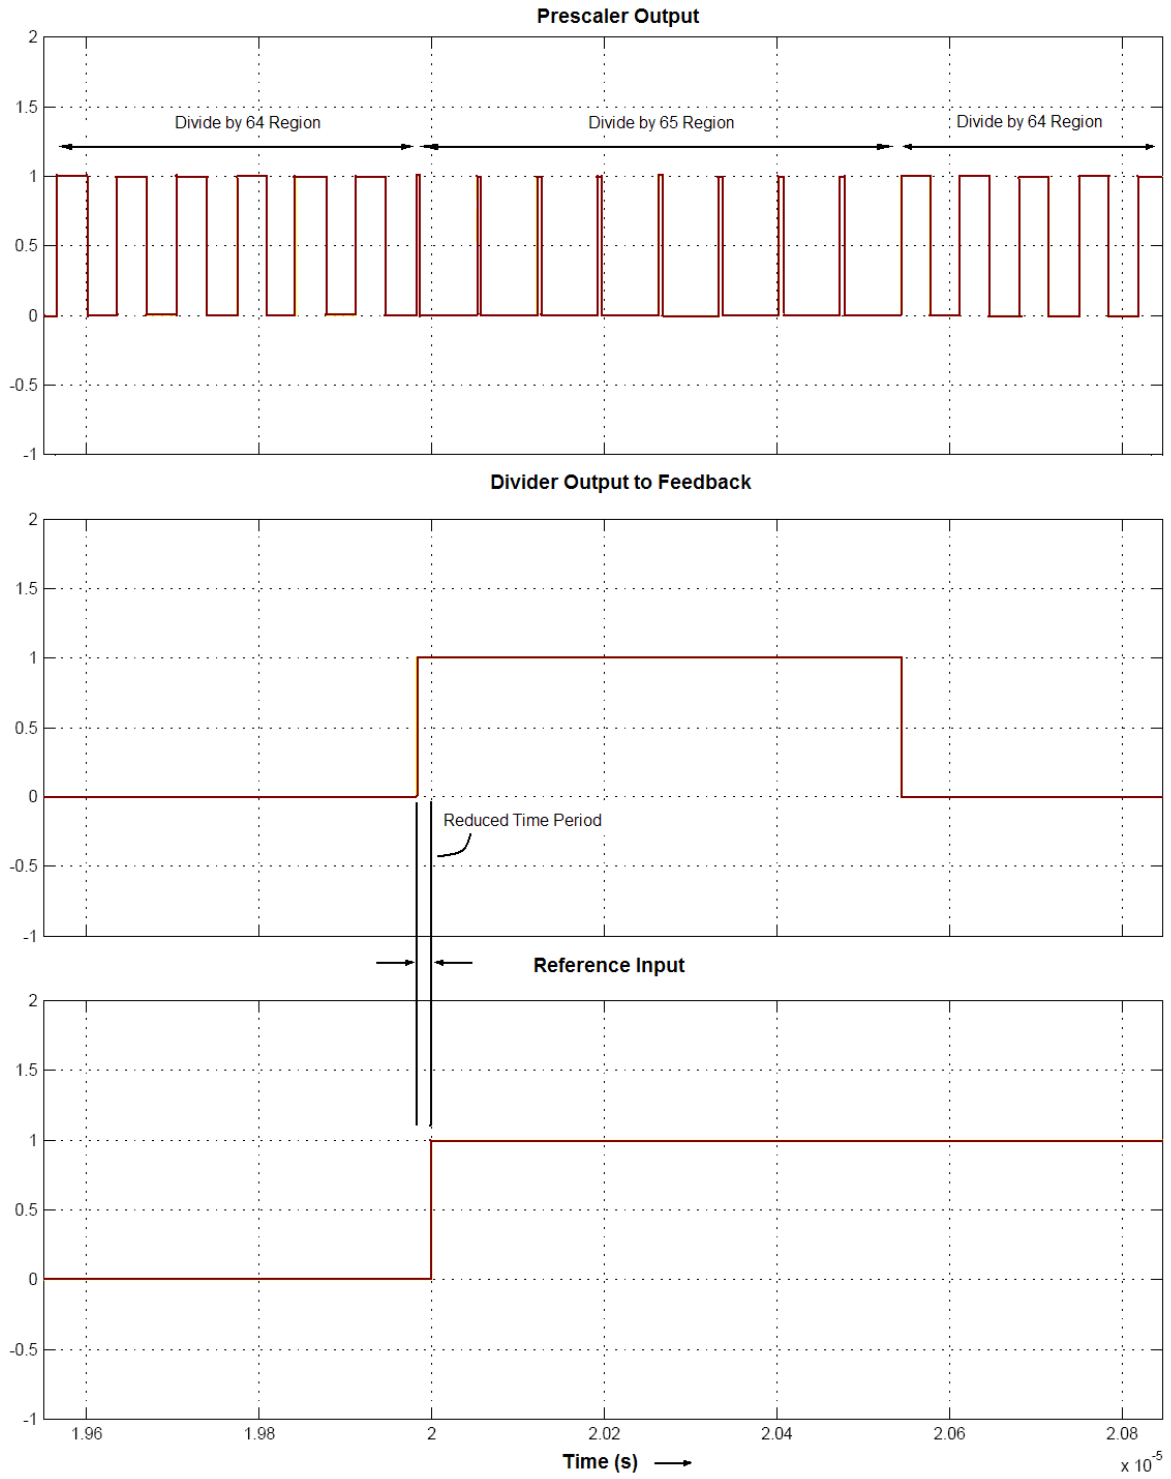 Prescaler Output
2
1.5
Divide by 64 Region
Divide by 65 Region
Divide by 64 Region
1
0.5
0
-0.5
-1
Divider Output to Feedback
2
1.5
1
0.5
0
Reduced Time Period
-0.5
-1
Reference Input
2
1.5
1
0.5
0
-0.5
-1
1.96 1.98 2 2.02 2.04 2.06 2.08
Time (s)
x 10^-5